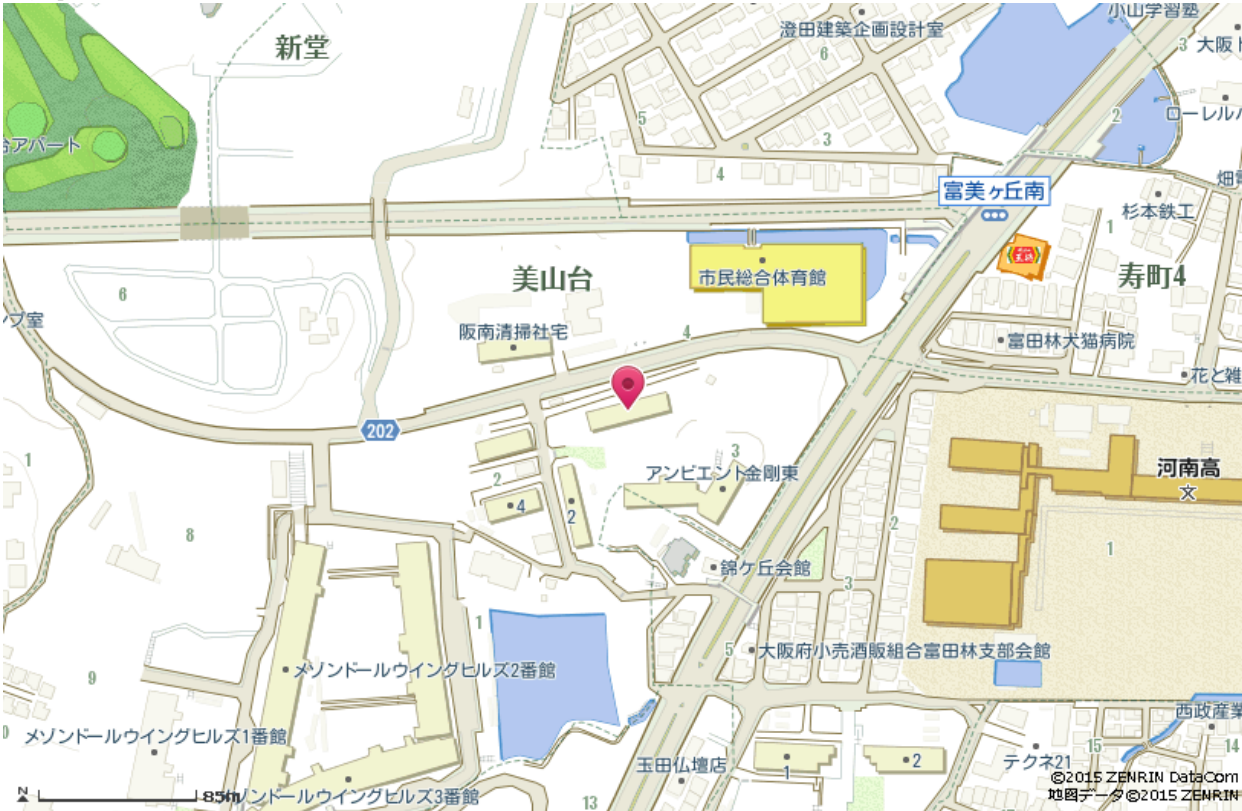 小山学習塾
澄田建築企画設計室
新堂
3
大阪
6
2
5
ローレル
3
台アパート
4
畑電
富美ヶ丘南
杉本鉄工
1
王将
寿町4
市民総合体育館
美山台
6
ンプ室
阪南清掃社宅
4
富田林犬猫病院
花と雑
202
1
3
アンビエント金剛東
河南高
文
2
4
2
2
8
1
錦ケ丘会館
3
1
5
大阪府小売酒販組合富田林支部会館
メゾンドールウイングヒルズ2番館
9
西政産業
メゾンドールウイングヒルズ1番館
15
14
玉田仏壇店
1
2
テクネ21
©2015 ZENRIN DataCom
地図データ©2015 ZENRIN
N
85m
メゾンドールウイングヒルズ3番館
13